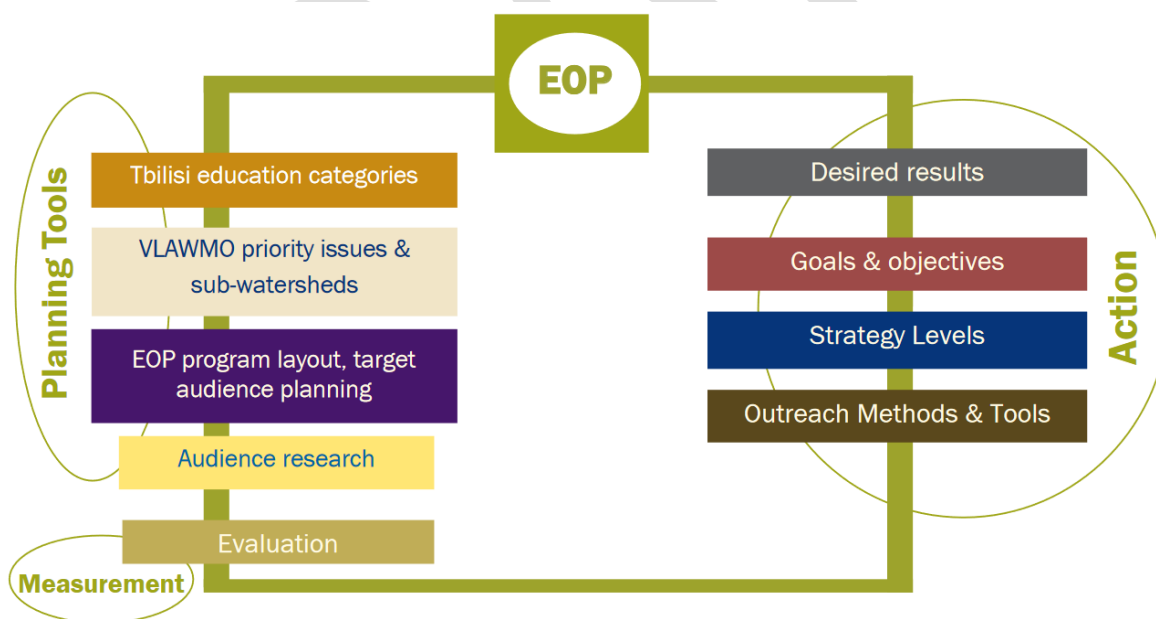 EOP
Planning Tools
Tbilisi education categories
VLAWMO priority issues &
sub-watersheds
EOP program layout, target
audience planning
Audience research
Evaluation
Measurement
Desired results
Goals & objectives
Strategy Levels
Outreach Methods & Tools
Action